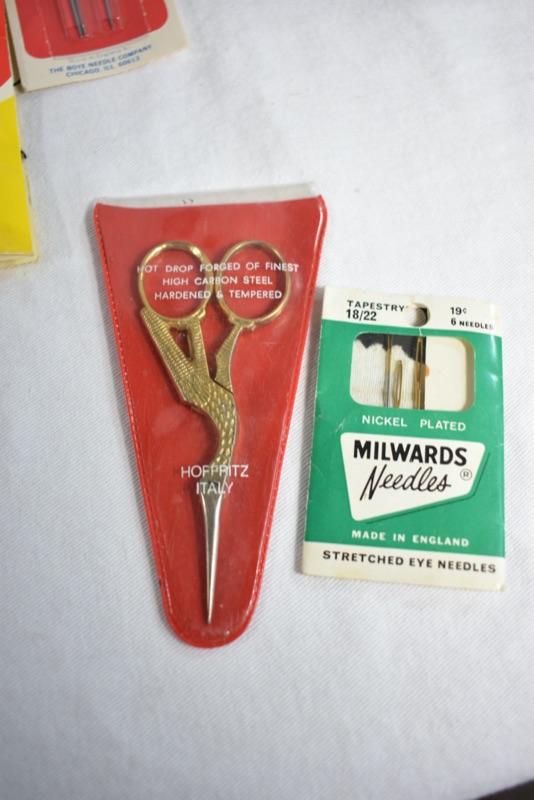 THE BOYE NEEDLE COMPANY
CHICAGO, ILL. 60613
HOT DROP FORGED OF FINEST
HIGH CARBON STEEL
HARDENED & TEMPERED
HOFFRITZ
ITALY
TAPESTRY 19¢
18/22 6 NEEDLES
NICKEL PLATED
MILWARDS
Needles ®
MADE IN ENGLAND
STRETCHED EYE NEEDLES